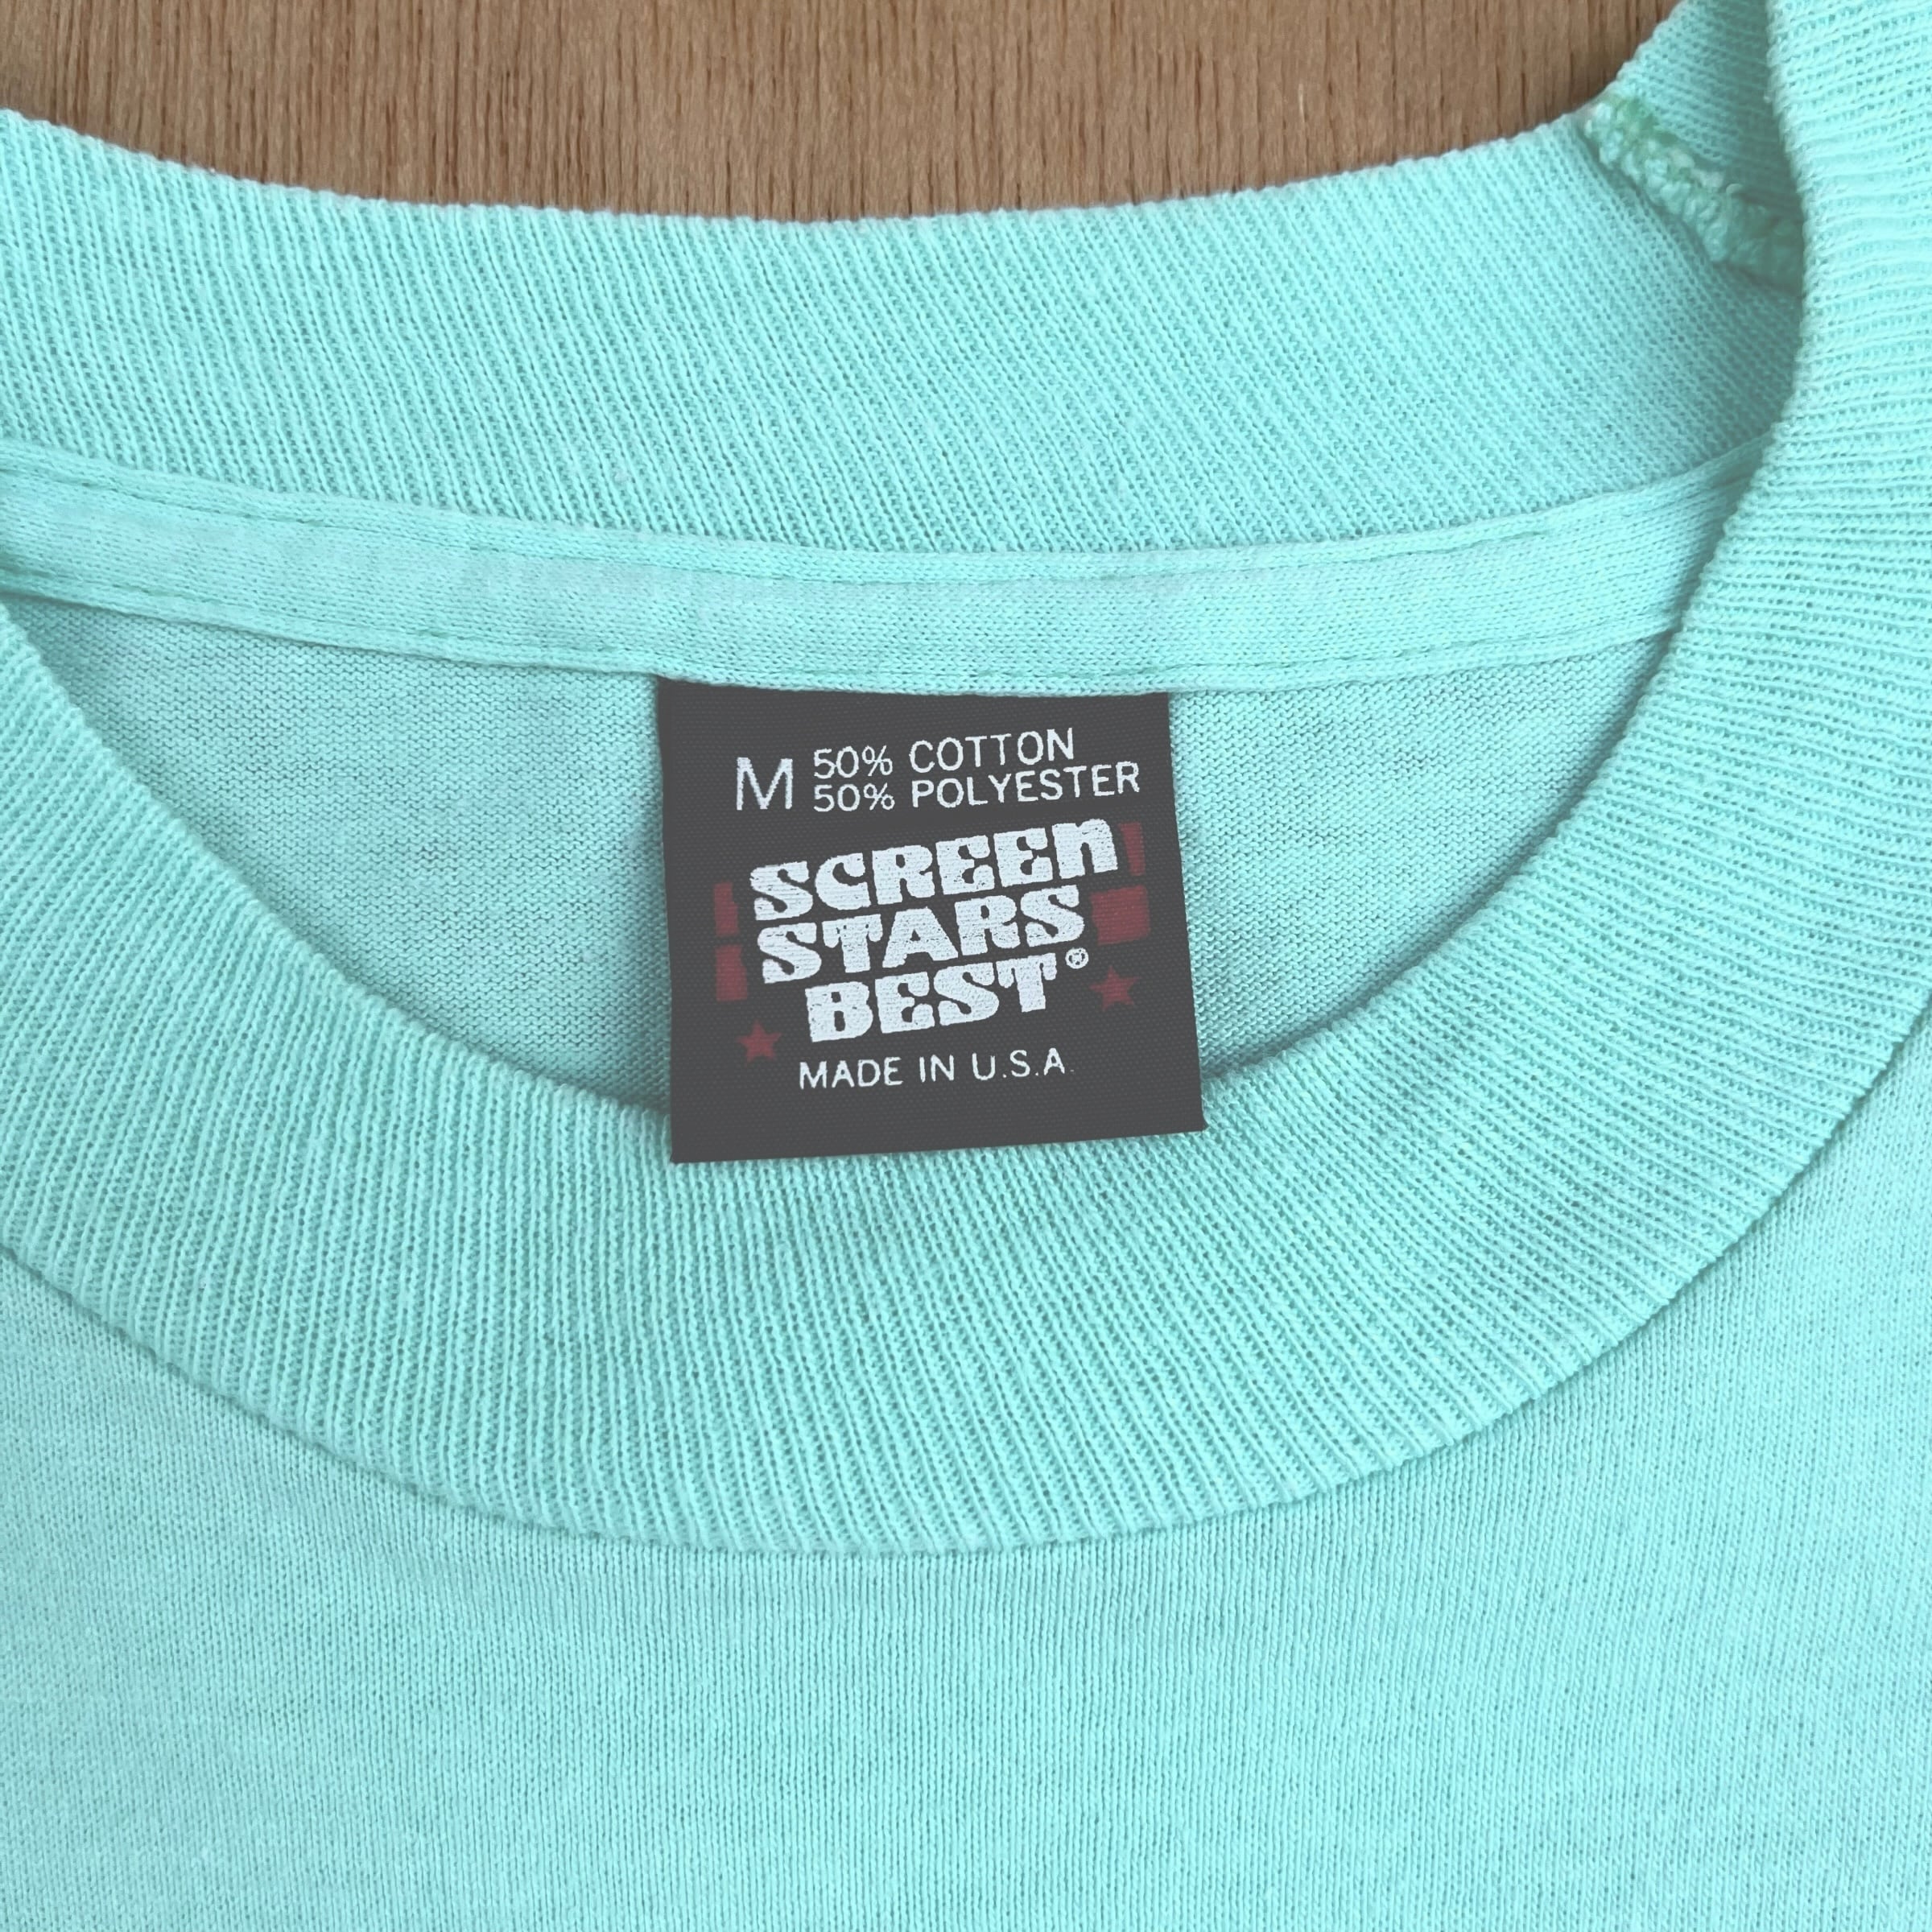 M 50% COTTON
50% POLYESTER
SCREEn
STARS
BEST®
MADE IN U.S.A.